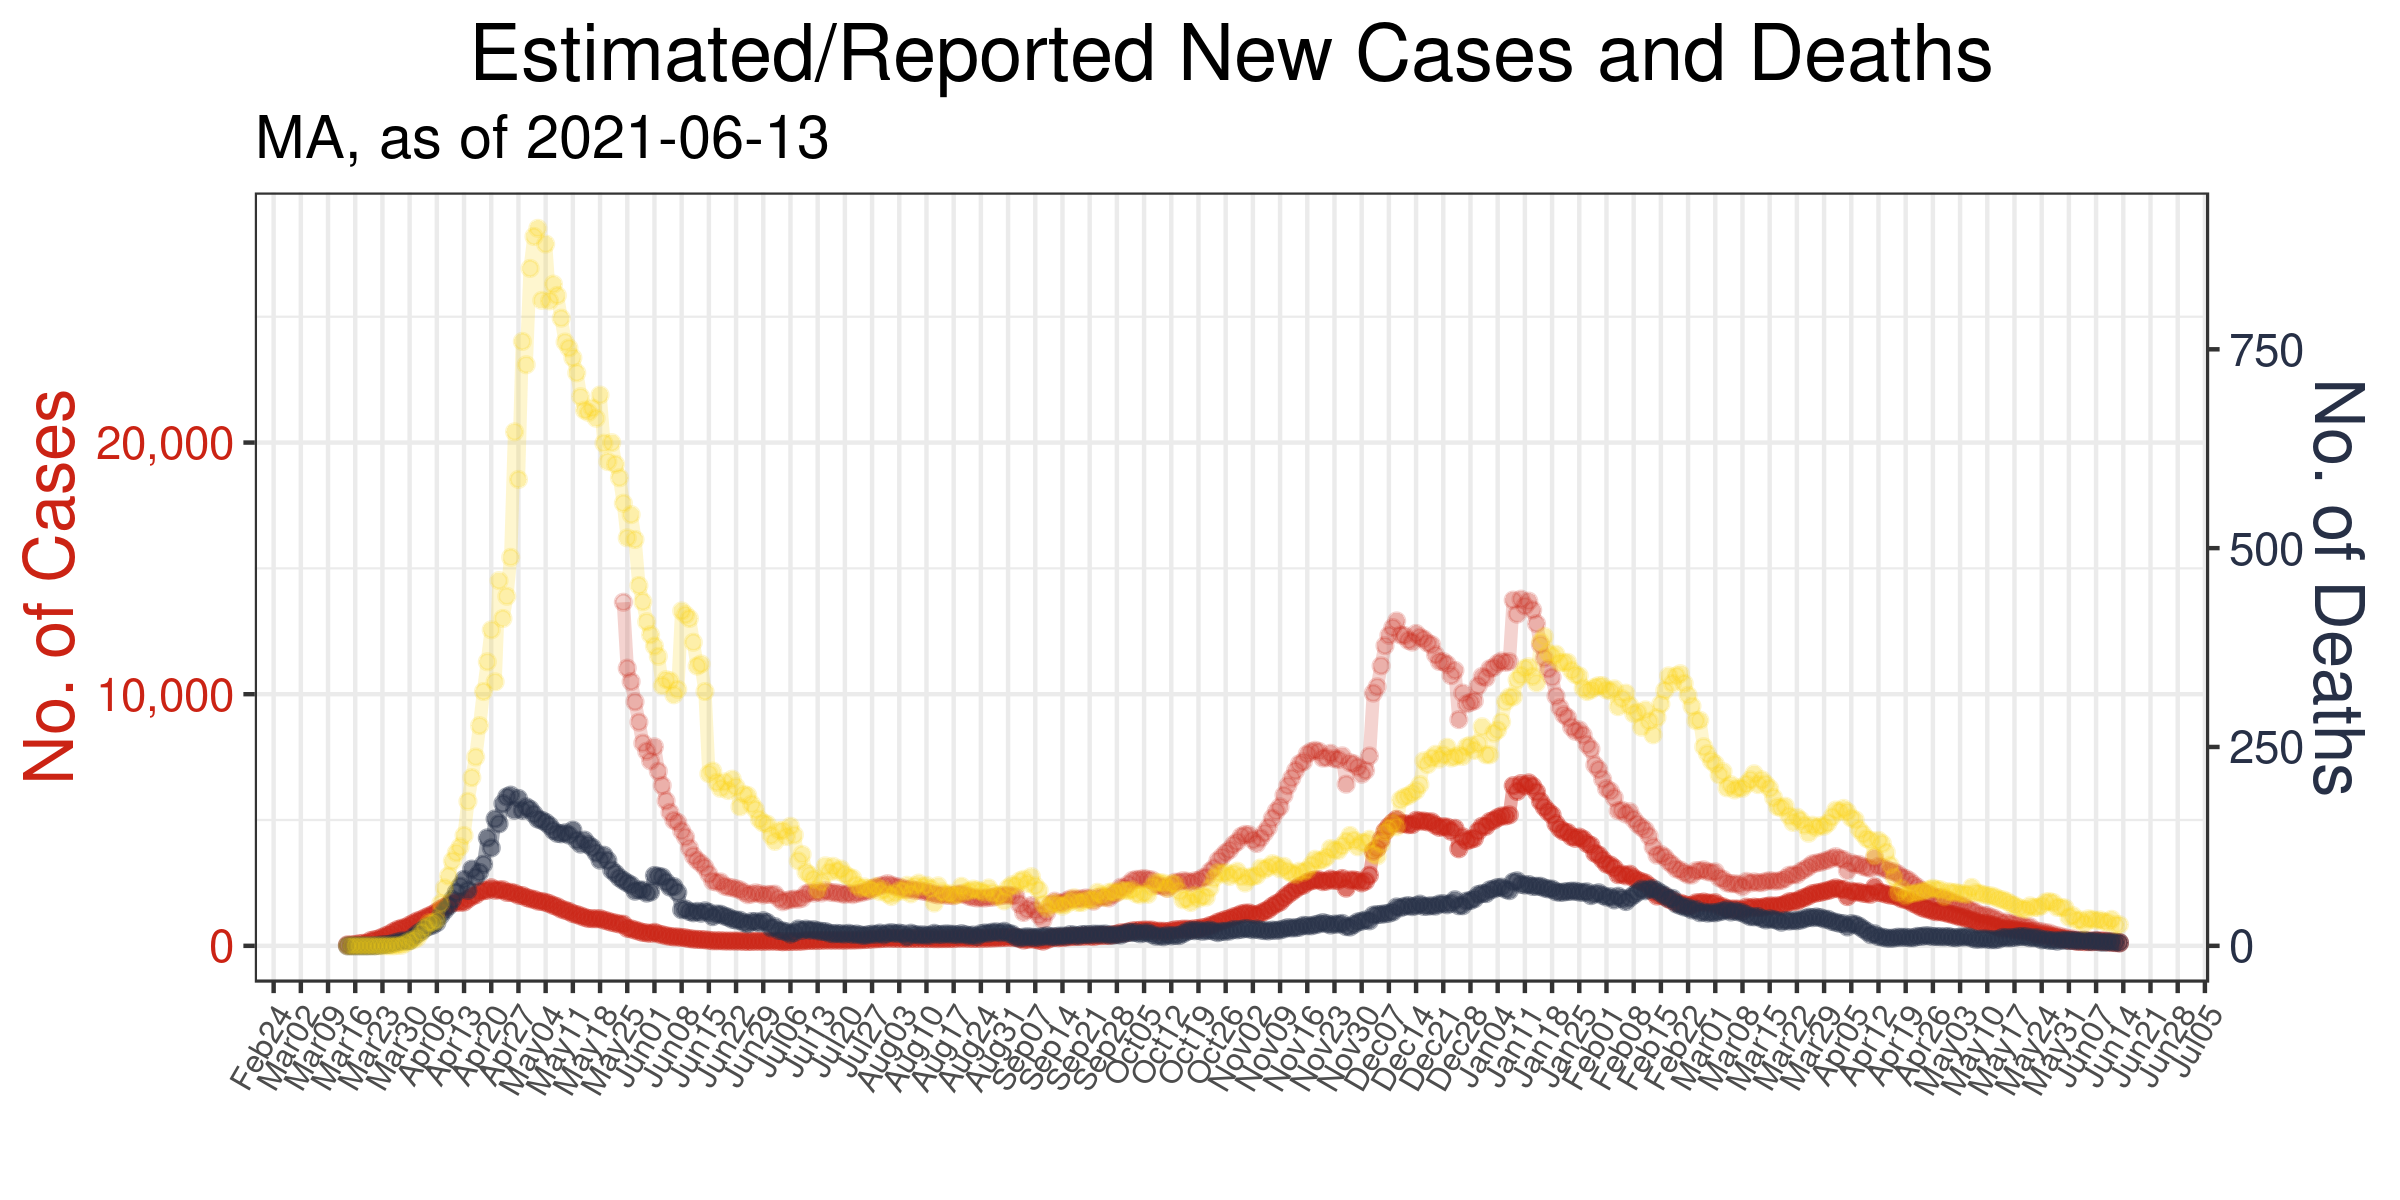 Estimated/Reported New Cases and Deaths
MA, as of 2021-06-13
No. of Cases
20,000
10,000
0
750
500
250
0
No. of Deaths
Feb24
Mar02
Mar09
Mar16
Mar23
Mar30
Apr06
Apr13
Apr20
Apr27
May04
May11
May18
May25
Jun01
Jun08
Jun15
Jun22
Jun29
Jul06
Jul13
Jul20
Jul27
Aug03
Aug10
Aug17
Aug24
Aug31
Sep07
Sep14
Sep21
Sep28
Oct05
Oct12
Oct19
Oct26
Nov02
Nov09
Nov16
Nov23
Nov30
Dec07
Dec14
Dec21
Dec28
Jan04
Jan11
Jan18
Jan25
Feb01
Feb08
Feb15
Feb22
Mar01
Mar08
Mar15
Mar22
Mar29
Apr05
Apr12
Apr19
Apr26
May03
May10
May17
May24
May31
Jun07
Jun14
Jun21
Jun28
Jul05